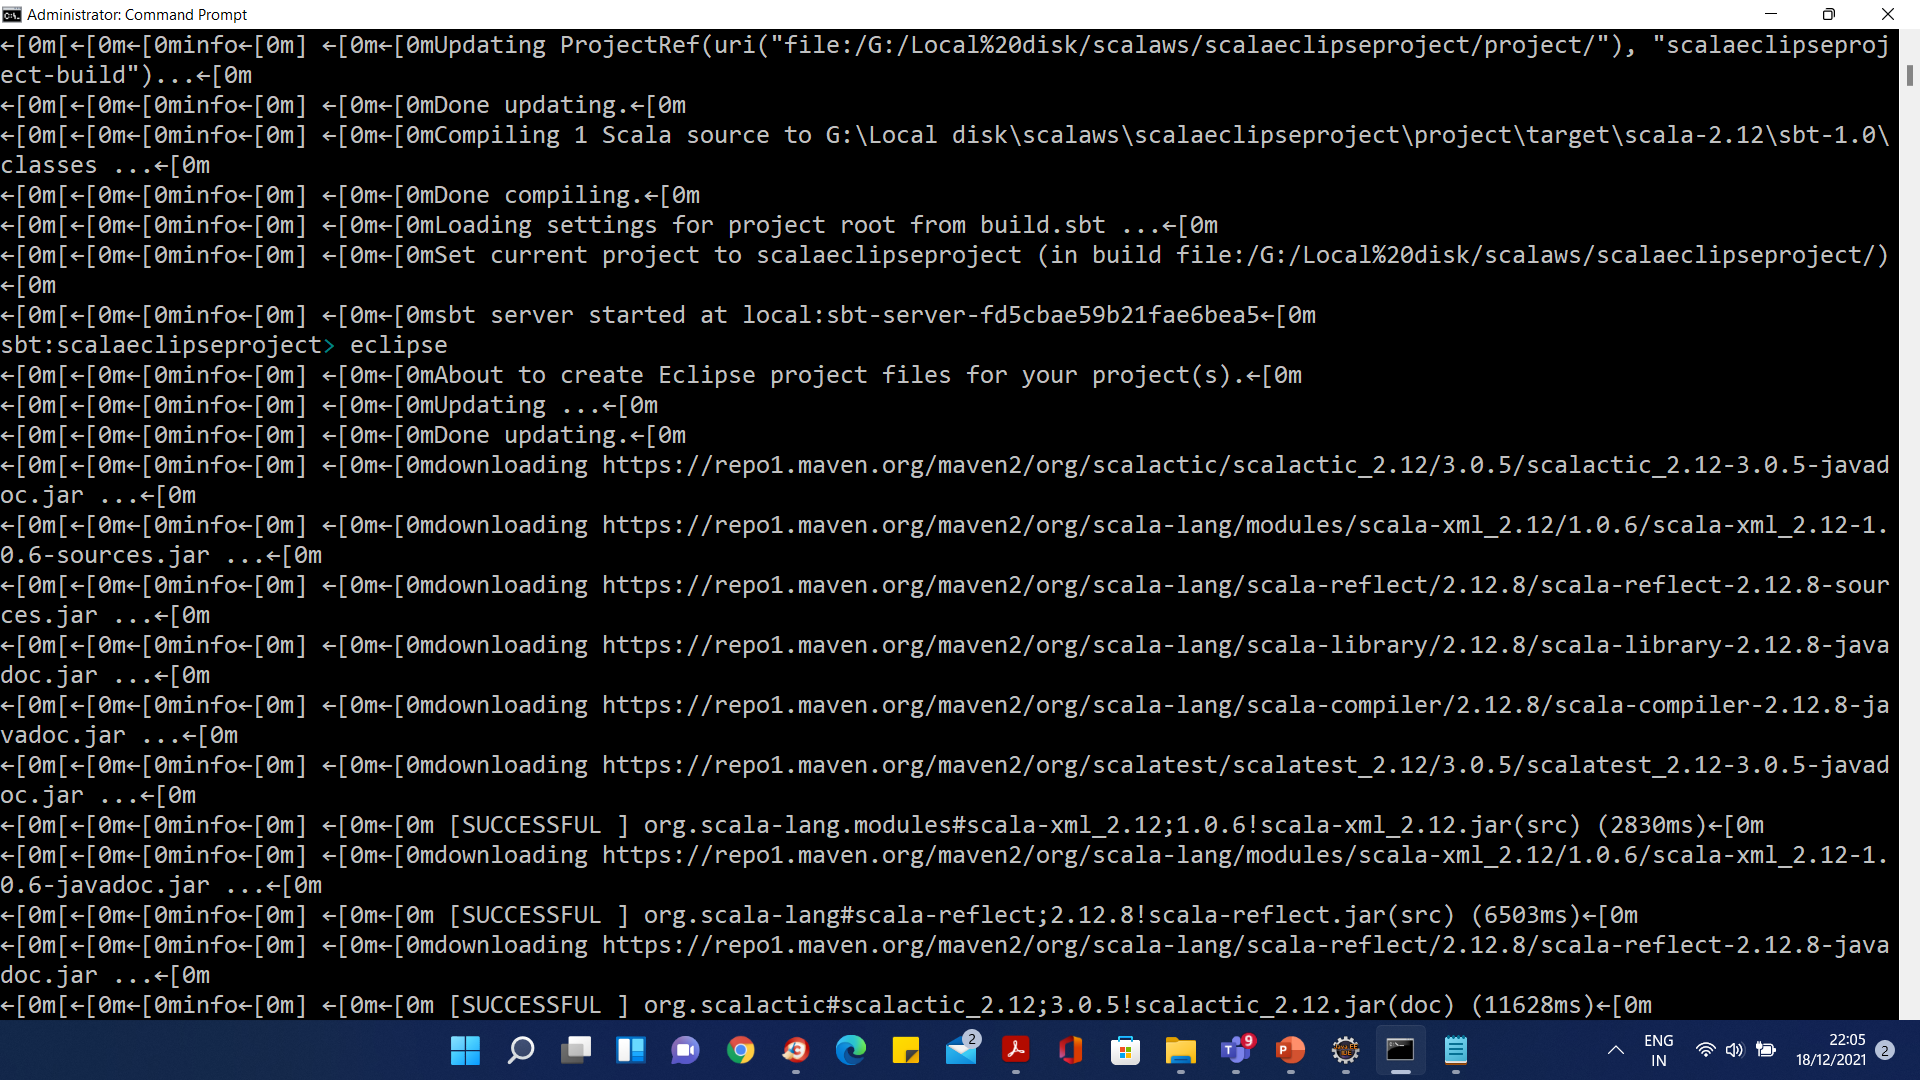 Administrator: Command Prompt
←[0m[←[0m←[0minfo←[0m] ←[0m←[0mUpdating ProjectRef(uri("file:/G:/Local%20disk/scalaws/scalaeclipseproject/project/"), "scalaeclipseproj
ect-build")...←[0m
←[0m[←[0m←[0minfo←[0m] ←[0m←[0mDone updating.←[0m
←[0m[←[0m←[0minfo←[0m] ←[0m←[0mCompiling 1 Scala source to G:\Local disk\scalaws\scalaeclipseproject\project\target\scala-2.12\sbt-1.0\
classes ...←[0m
←[0m[←[0m←[0minfo←[0m] ←[0m←[0mDone compiling.←[0m
←[0m[←[0m←[0minfo←[0m] ←[0m←[0mLoading settings for project root from build.sbt ...←[0m
←[0m[←[0m←[0minfo←[0m] ←[0m←[0mSet current project to scalaeclipseproject (in build file:/G:/Local%20disk/scalaws/scalaeclipseproject/)
←[0m
←[0m[←[0m←[0minfo←[0m] ←[0m←[0msbt server started at local:sbt-server-fd5cbae59b21fae6bea5←[0m
sbt:scalaeclipseproject> eclipse
←[0m[←[0m←[0minfo←[0m] ←[0m←[0mAbout to create Eclipse project files for your project(s).←[0m
←[0m[←[0m←[0minfo←[0m] ←[0m←[0mUpdating ...←[0m
←[0m[←[0m←[0minfo←[0m] ←[0m←[0mDone updating.←[0m
←[0m[←[0m←[0minfo←[0m] ←[0m←[0mdownloading https://repo1.maven.org/maven2/org/scalactic/scalactic_2.12/3.0.5/scalactic_2.12-3.0.5-javad
oc.jar ...←[0m
←[0m[←[0m←[0minfo←[0m] ←[0m←[0mdownloading https://repo1.maven.org/maven2/org/scala-lang/modules/scala-xml_2.12/1.0.6/scala-xml_2.12-1.
0.6-sources.jar ...←[0m
←[0m[←[0m←[0minfo←[0m] ←[0m←[0mdownloading https://repo1.maven.org/maven2/org/scala-lang/scala-reflect/2.12.8/scala-reflect-2.12.8-sour
ces.jar ...←[0m
←[0m[←[0m←[0minfo←[0m] ←[0m←[0mdownloading https://repo1.maven.org/maven2/org/scala-lang/scala-library/2.12.8/scala-library-2.12.8-java
doc.jar ...←[0m
←[0m[←[0m←[0minfo←[0m] ←[0m←[0mdownloading https://repo1.maven.org/maven2/org/scala-lang/scala-compiler/2.12.8/scala-compiler-2.12.8-ja
vadoc.jar ...←[0m
←[0m[←[0m←[0minfo←[0m] ←[0m←[0mdownloading https://repo1.maven.org/maven2/org/scalatest/scalatest_2.12/3.0.5/scalatest_2.12-3.0.5-javad
oc.jar ...←[0m
←[0m[←[0m←[0minfo←[0m] ←[0m←[0m [SUCCESSFUL ] org.scala-lang.modules#scala-xml_2.12;1.0.6!scala-xml_2.12.jar(src) (2830ms)←[0m
←[0m[←[0m←[0minfo←[0m] ←[0m←[0mdownloading https://repo1.maven.org/maven2/org/scala-lang/modules/scala-xml_2.12/1.0.6/scala-xml_2.12-1.
0.6-javadoc.jar ...←[0m
←[0m[←[0m←[0minfo←[0m] ←[0m←[0m [SUCCESSFUL ] org.scala-lang#scala-reflect;2.12.8!scala-reflect.jar(src) (6503ms)←[0m
←[0m[←[0m←[0minfo←[0m] ←[0m←[0mdownloading https://repo1.maven.org/maven2/org/scala-lang/scala-reflect/2.12.8/scala-reflect-2.12.8-java
doc.jar ...←[0m
←[0m[←[0m←[0minfo←[0m] ←[0m←[0m [SUCCESSFUL ] org.scalactic#scalactic_2.12;3.0.5!scalactic_2.12.jar(doc) (11628ms)←[0m
2
9
ENG
IN
22:05
18/12/2021
2